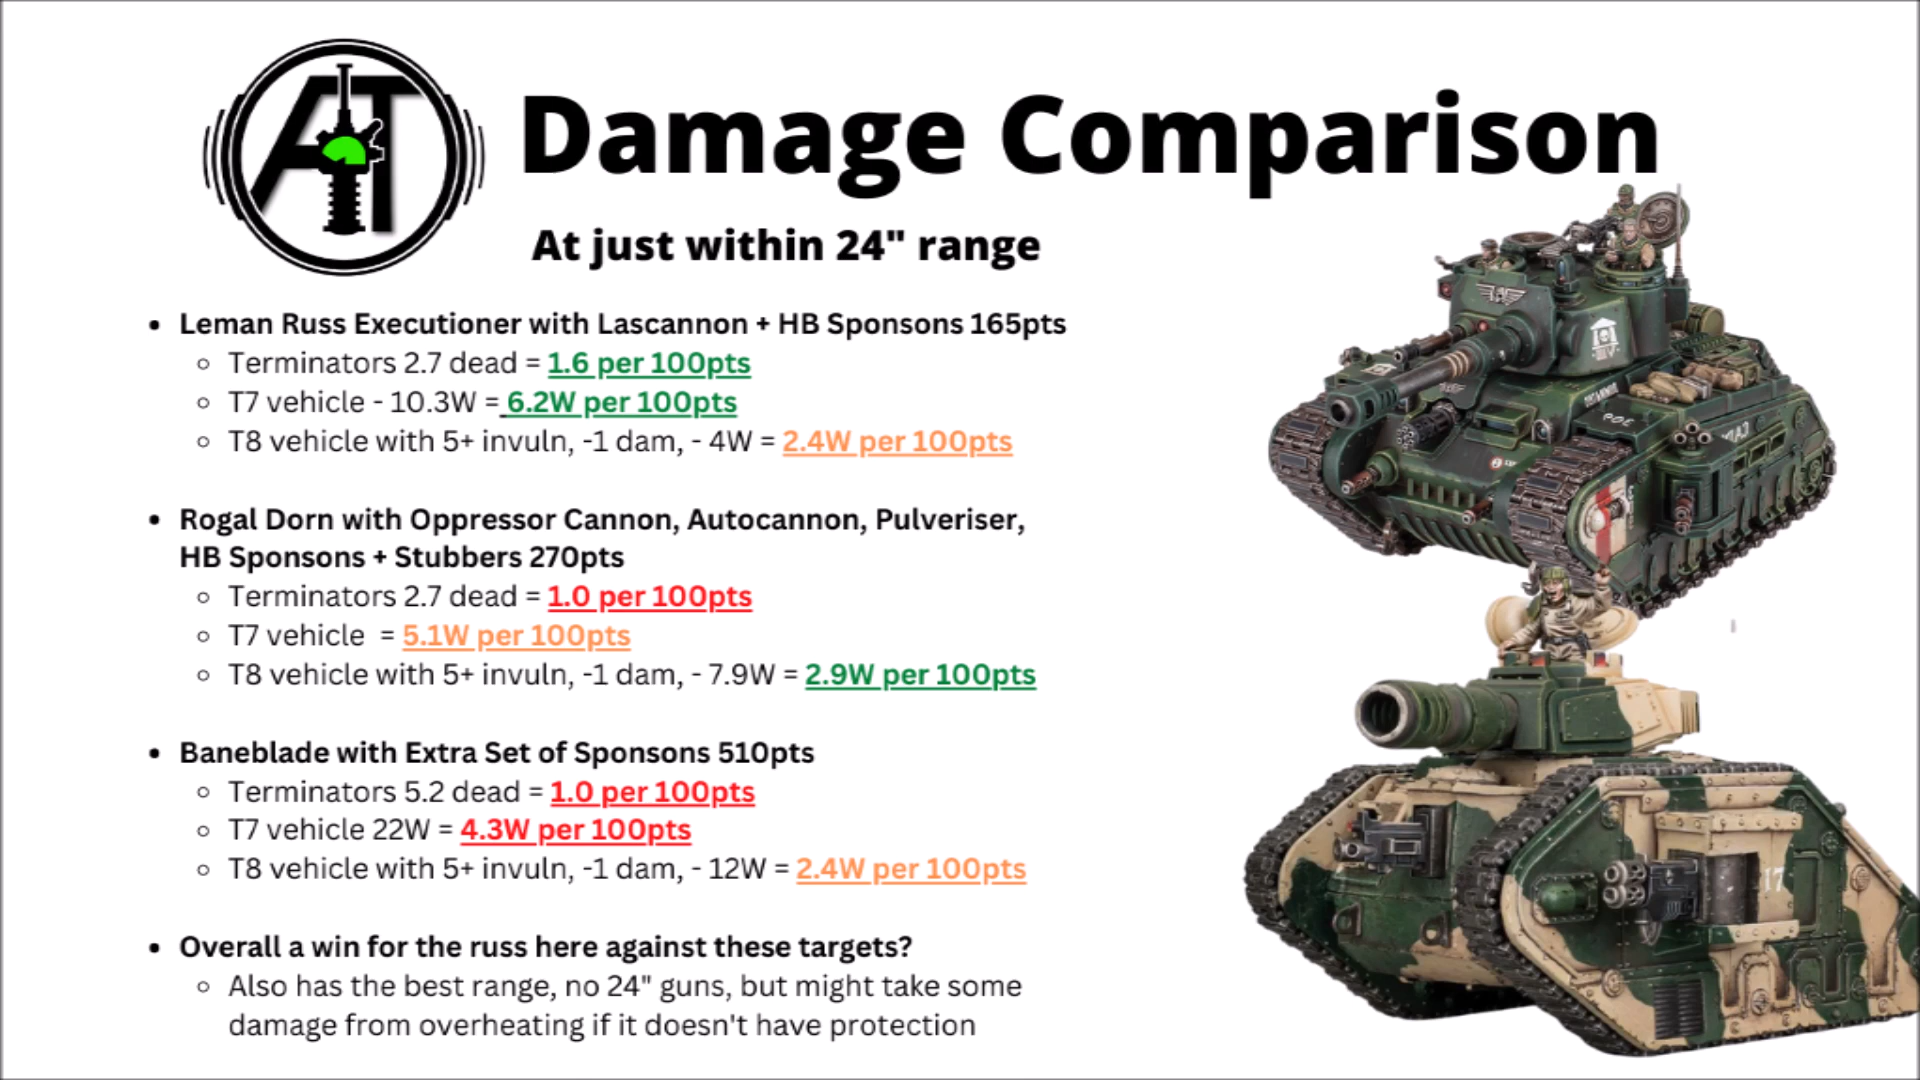 AT
Damage Comparison
At just within 24" range
• Leman Russ Executioner with Lascannon + HB Sponsons 165pts
◦ Terminators 2.7 dead = 1.6 per 100pts
◦ T7 vehicle - 10.3W = 6.2W per 100pts
◦ T8 vehicle with 5+ invuln, -1 dam, - 4W = 2.4W per 100pts
• Rogal Dorn with Oppressor Cannon, Autocannon, Pulveriser,
HB Sponsons + Stubbers 270pts
◦ Terminators 2.7 dead = 1.0 per 100pts
◦ T7 vehicle = 5.1W per 100pts
◦ T8 vehicle with 5+ invuln, -1 dam, - 7.9W = 2.9W per 100pts
• Baneblade with Extra Set of Sponsons 510pts
◦ Terminators 5.2 dead = 1.0 per 100pts
◦ T7 vehicle 22W = 4.3W per 100pts
◦ T8 vehicle with 5+ invuln, -1 dam, - 12W = 2.4W per 100pts
• Overall a win for the russ here against these targets?
◦ Also has the best range, no 24" guns, but might take some
damage from overheating if it doesn't have protection